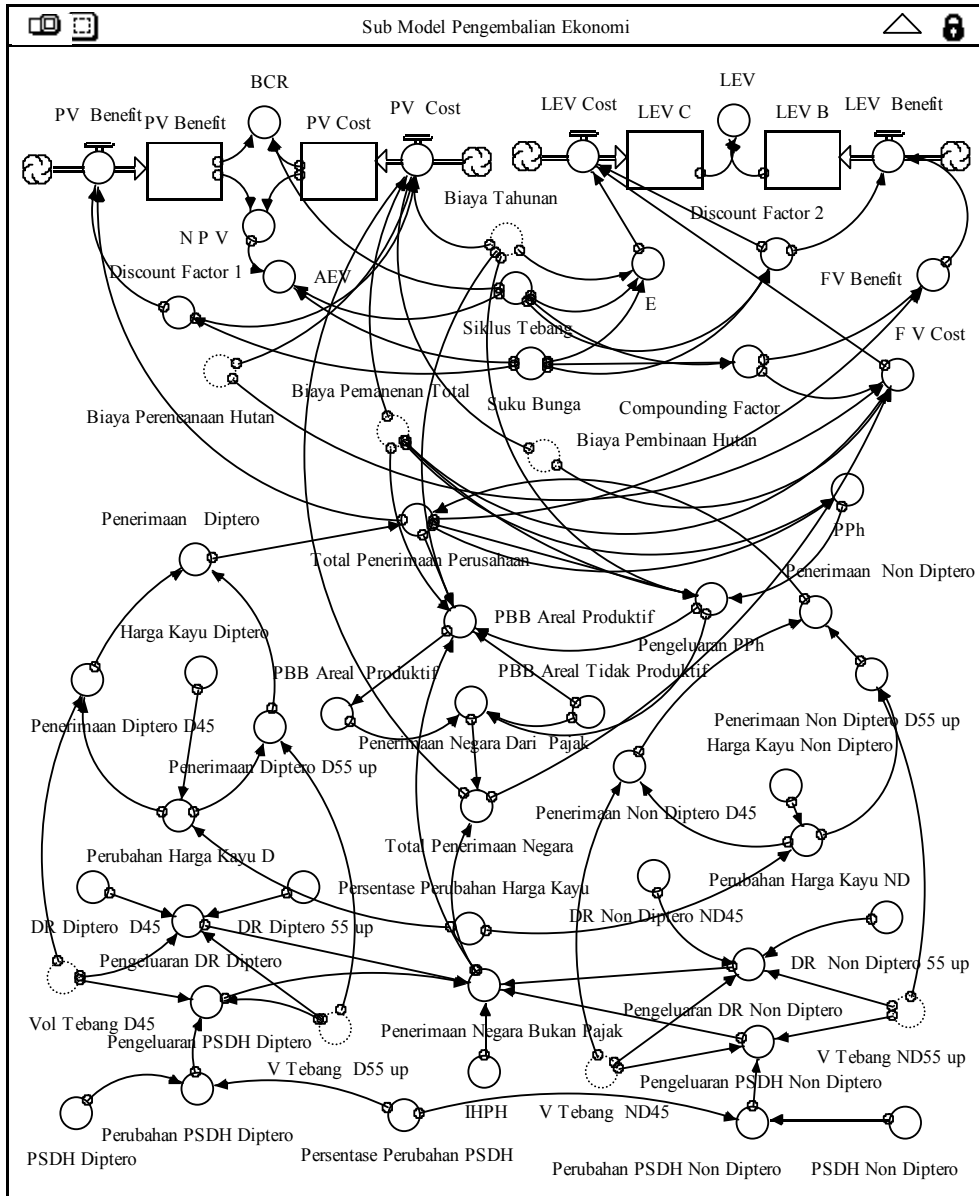 Sub Model Pengembalian Ekonomi
BCR
LEV
PV Benefit
PV Benefit
PV Cost
PV Cost
LEV Cost
LEV C
LEV B
LEV Benefit
Biaya Tahunan
Discount Factor 2
N P V
Discount Factor 1
AEV
E
FV Benefit
Siklus Tebang
F V Cost
Biaya Perencanaan Hutan
Biaya Pemanenan Total
Suku Bunga
Compounding Factor
Biaya Pembinaan Hutan
Penerimaan Diptero
Total Penerimaan Perusahaan
PPh
Penerimaan Non Diptero
Harga Kayu Diptero
PBB Areal Produktif
Pengeluaran PPh
PBB Areal Produktif
PBB Areal Tidak Produktif
Penerimaan Diptero D45
Penerimaan Negara Dari Pajak
Penerimaan Non Diptero D55 up
Harga Kayu Non Diptero
Penerimaan Diptero D55 up
Penerimaan Non Diptero D45
Total Penerimaan Negara
Perubahan Harga Kayu D
Persentase Perubahan Harga Kayu
Perubahan Harga Kayu ND
DR Diptero D45
DR Diptero 55 up
DR Non Diptero ND45
Pengeluaran DR Diptero
DR Non Diptero 55 up
Vol Tebang D45
Pengeluaran PSDH Diptero
Penerimaan Negara Bukan Pajak
Pengeluaran DR Non Diptero
V Tebang D55 up
V Tebang ND55 up
Pengeluaran PSDH Non Diptero
IHPH
V Tebang ND45
Perubahan PSDH Diptero
PSDH Diptero
Persentase Perubahan PSDH
Perubahan PSDH Non Diptero
PSDH Non Diptero